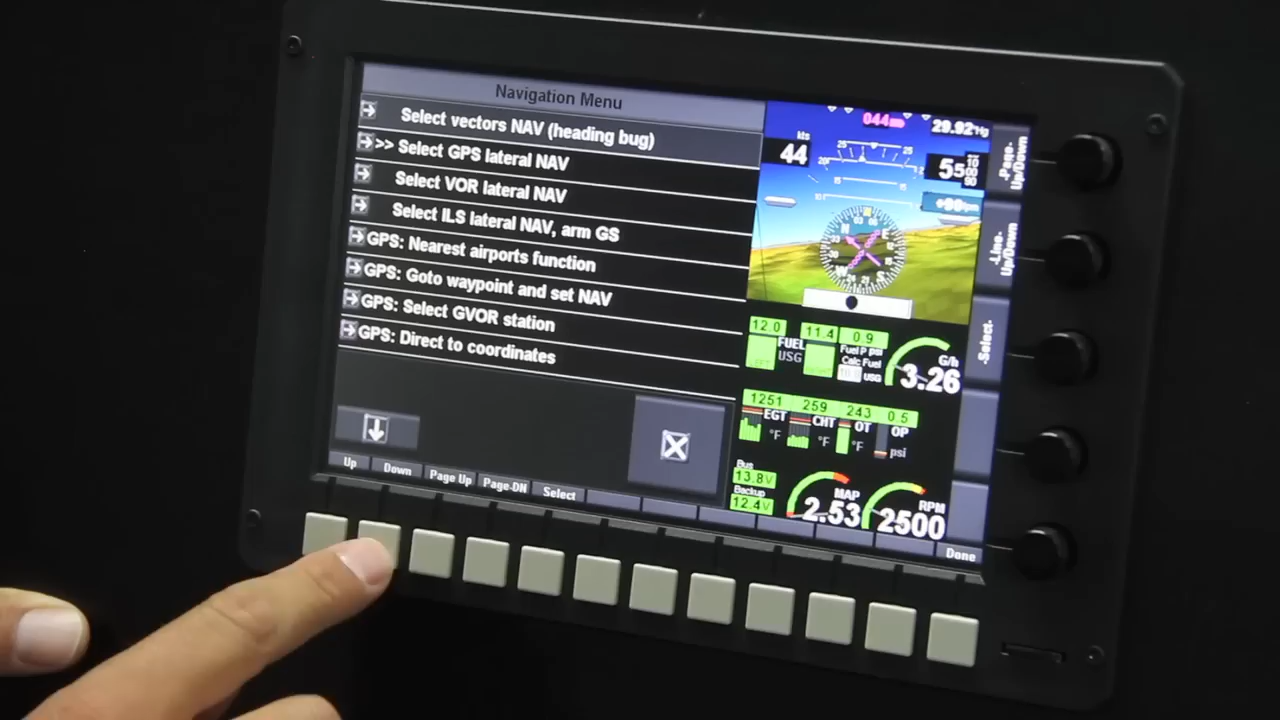 Navigation Menu
Select vectors NAV (heading bug)
>> Select GPS lateral NAV
Select VOR lateral NAV
Select ILS lateral NAV, arm GS
GPS: Nearest airports function
GPS: Goto waypoint and set NAV
GPS: Select GVOR station
GPS: Direct to coordinates
Up
Down
Page Up
Page-DN
Select
Done
-Page-
Up/Down
-Line-
Up/Down
-Select-
29.92
kts
44
25
25
N
E
W
12.0
11.4
0.9
FUEL
USG
Fuel P psi
Calc Fuel
USG
G/h
3.26
1251
259
243
0.5
EGT
°F
CHT
°F
OT
°F
OP
psi
Bus
13.8V
Backup
12.4V
MAP
2.53
RPM
2500